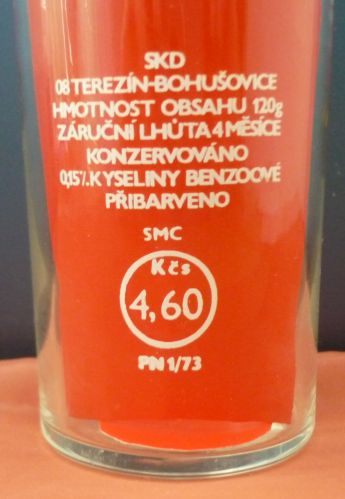 SKD
08 TEREZÍN-BOHUŠOVICE
HMOTNOST OBSAHU 120g
ZÁRUČNÍ LHŮTA 4 MĚSÍCE
KONZERVOVÁNO
0,15%. KYSELINY BENZOOVÉ
PŘIBARVENO
SMC
Kčs
4,60
PN 1/73